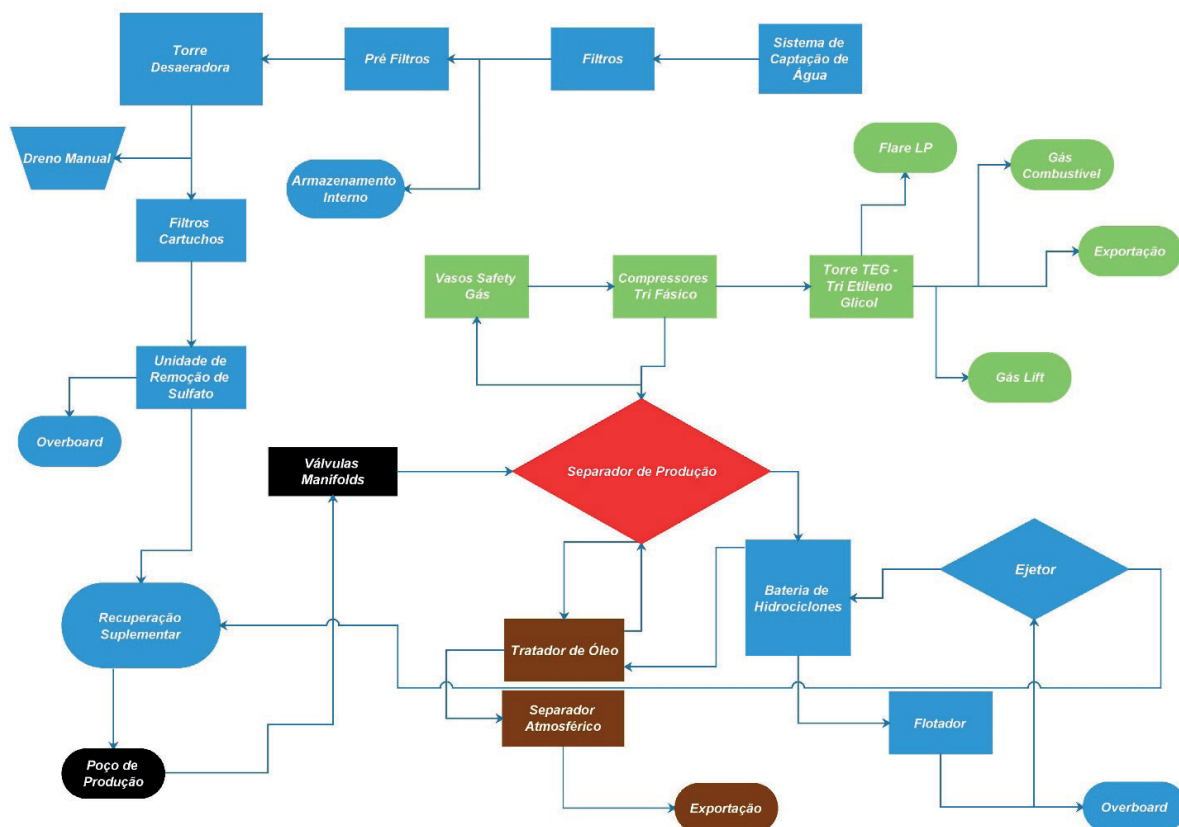 Torre
Desaeradora
Pré Filtros
Filtros
Sistema de
Captação de
Água
Dreno Manual
Armazenamento
Interno
Flare LP
Gás
Combustivel
Filtros
Cartuchos
Exportação
Vasos Safety
Gás
Compressores
Tri Fásico
Torre TEG -
Tri Etileno
Glicol
Unidade de
Remoção de
Sulfato
Gás Lift
Overboard
Válvulas
Manifolds
Separador de Produção
Ejetor
Bateria de
Hidrociclones
Recuperação
Suplementar
Tratador de Óleo
Separador
Atmosférico
Flotador
Poço de
Produção
Exportação
Overboard